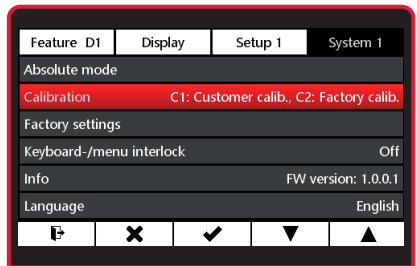 Feature D1 Display Setup 1 System 1
Absolute mode
Calibration C1: Customer calib., C2: Factory calib.
Factory settings
Keyboard-/menu interlock Off
Info FW version: 1.0.0.1
Language English